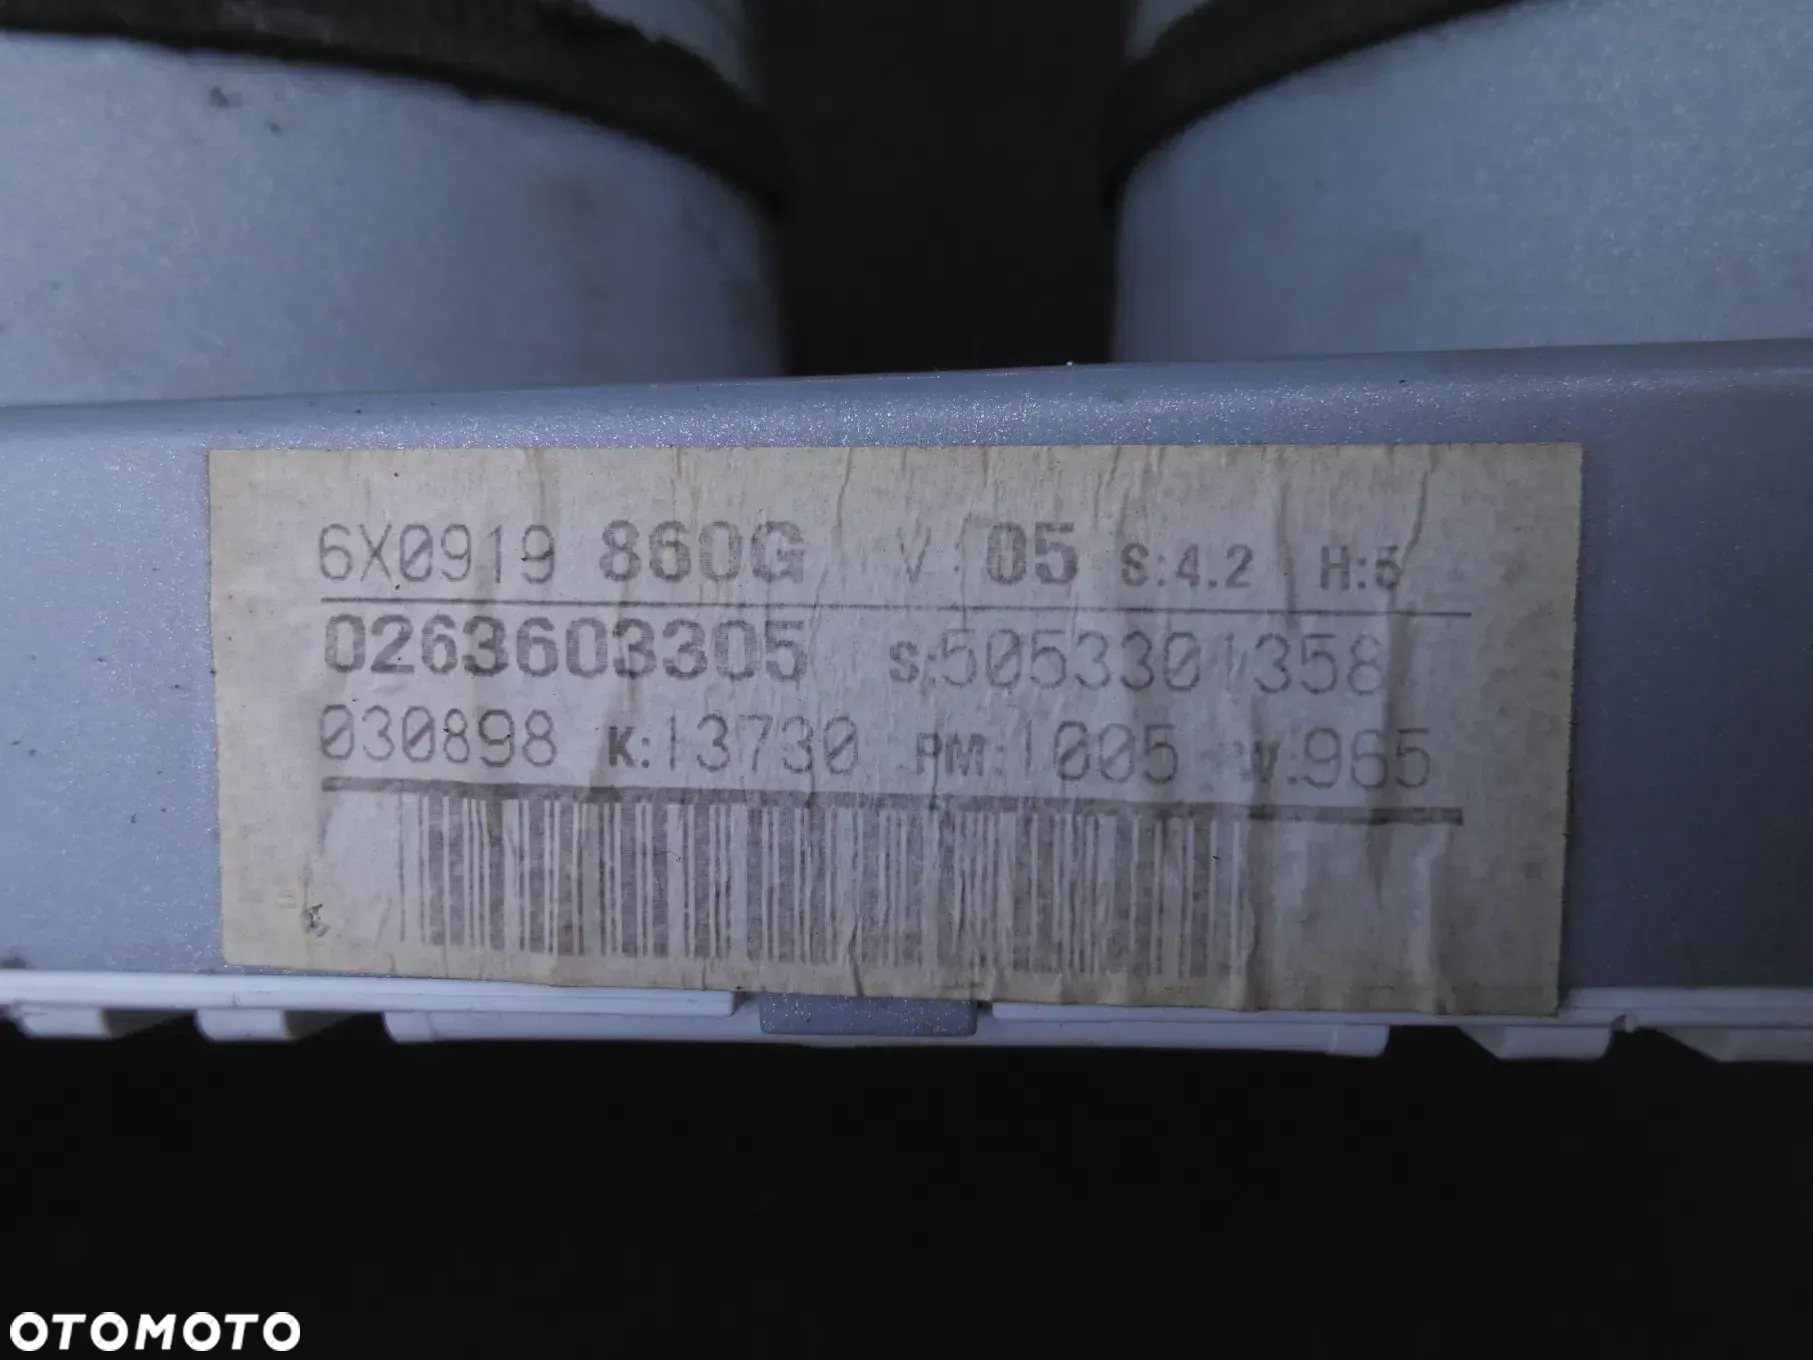 6X0919 860G V: 05 S:4.2 H:5
0263603305 S:5053301358
030898 K:13730 PM:1005 W:965
OTOMOTO